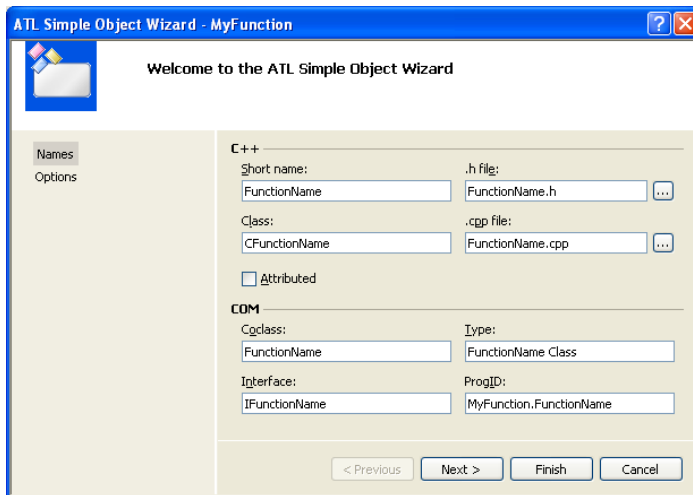 ATL Simple Object Wizard - MyFunction
Welcome to the ATL Simple Object Wizard
Names
Options
C++
Short name:
.h file:
FunctionName
FunctionName.h
...
Class:
.cpp file:
CFunctionName
FunctionName.cpp
...
Attributed
COM
Coclass:
Type:
FunctionName
FunctionName Class
Interface:
ProgID:
IFunctionName
MyFunction.FunctionName
< Previous
Next >
Finish
Cancel